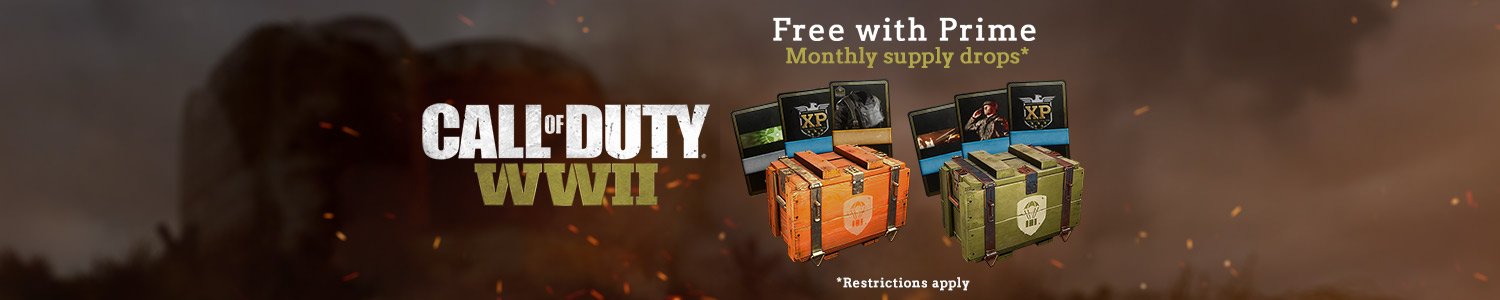 Free with Prime
Monthly supply drops*
CALL OF DUTY
WWII
XP
XP
*Restrictions apply